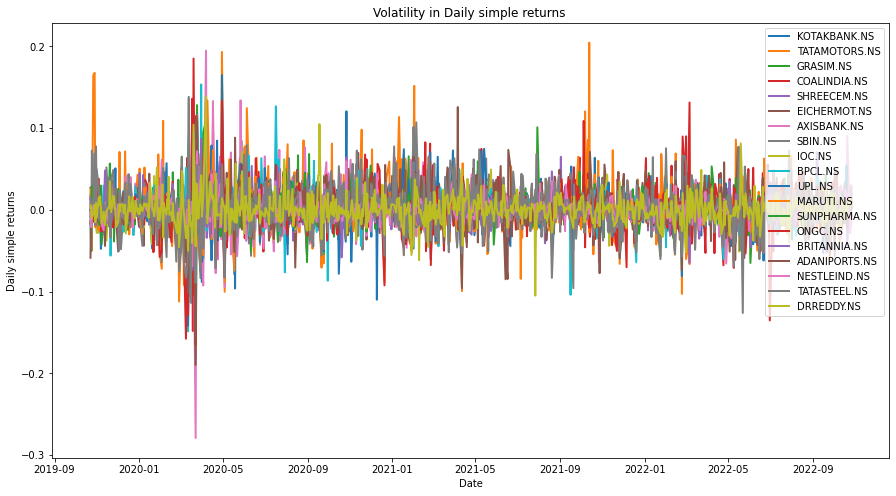 Volatility in Daily simple returns
KOTAKBANK.NS
TATAMOTORS.NS
GRASIM.NS
COALINDIA.NS
SHREECEM.NS
EICHERMOT.NS
AXISBANK.NS
SBIN.NS
IOC.NS
BPCL.NS
UPL.NS
MARUTI.NS
SUNPHARMA.NS
ONGC.NS
BRITANNIA.NS
ADANIPORTS.NS
NESTLEIND.NS
TATASTEEL.NS
DRREDDY.NS
0.2
0.1
0.0
−0.1
−0.2
−0.3
Daily simple returns
2019-09 2020-01 2020-05 2020-09 2021-01 2021-05 2021-09 2022-01 2022-05 2022-09
Date